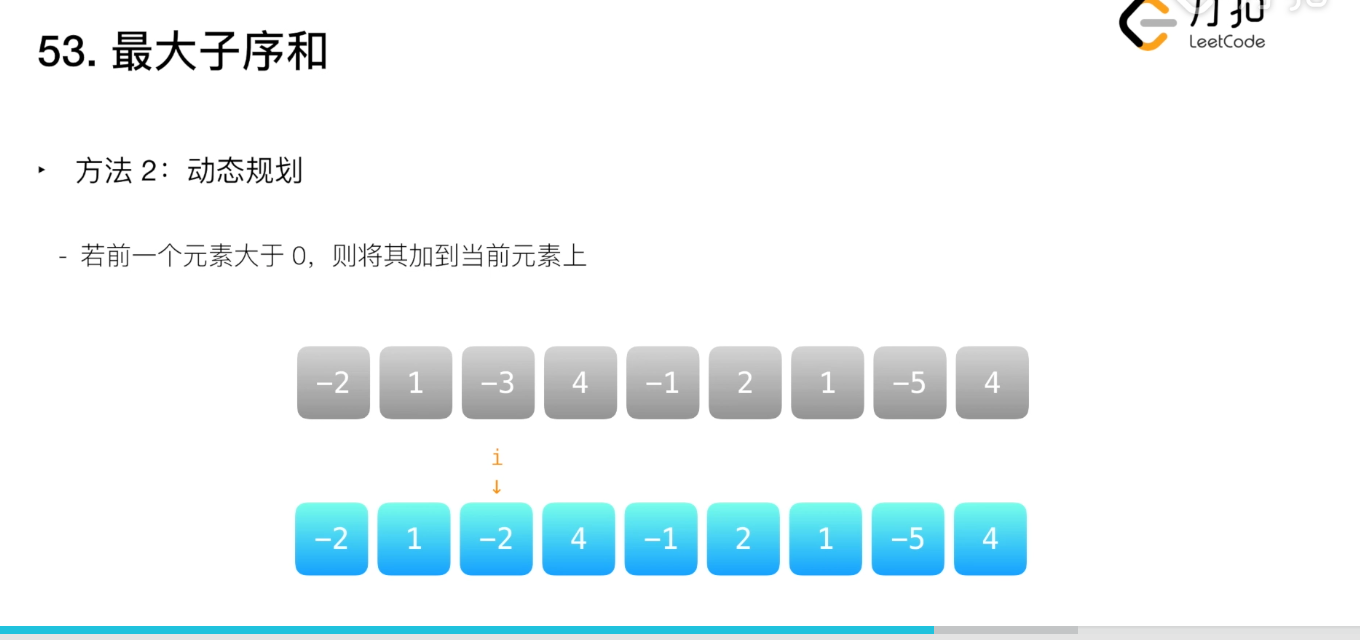 力扣
LeetCode
53. 最大子序和
‣ 方法 2：动态规划
- 若前一个元素大于 0，则将其加到当前元素上
−2 1 −3 4 −1 2 1 −5 4
i
↓
−2 1 −2 4 −1 2 1 −5 4